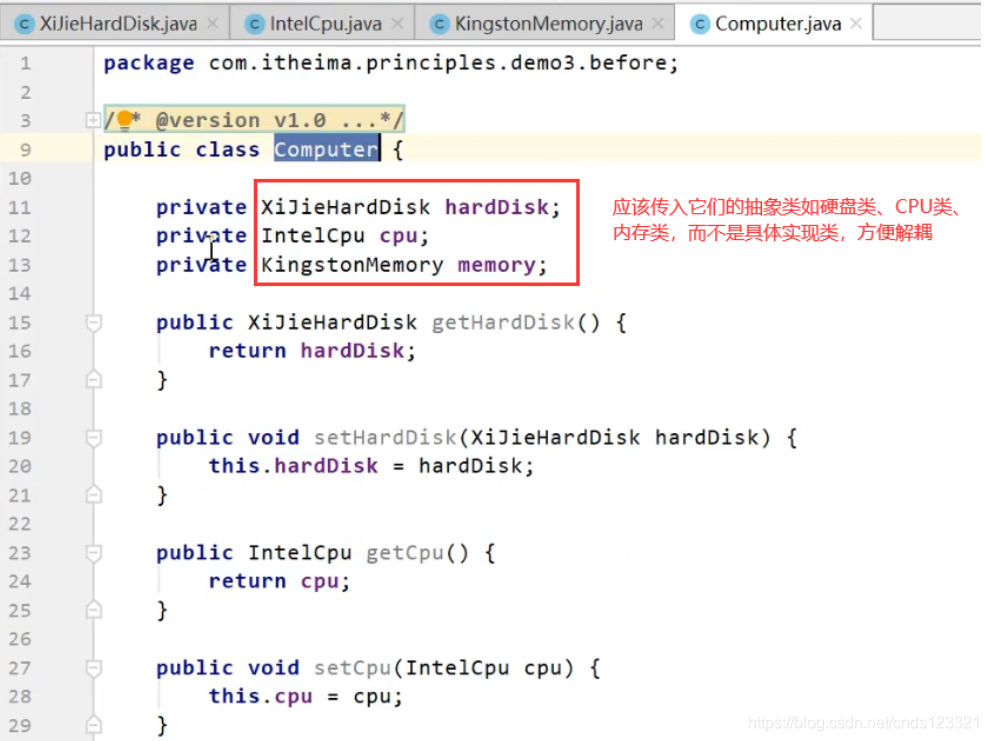 XiJieHardDisk.java × IntelCpu.java × KingstonMemory.java × Computer.java ×
1 package com.itheima.principles.demo3.before;
2
3 /* @version v1.0 ...*/
9 public class Computer {
10
11 private XiJieHardDisk hardDisk;
12 private IntelCpu cpu;
13 private KingstonMemory memory;
应该传入它们的抽象类如硬盘类、CPU类、
内存类，而不是具体实现类，方便解耦
14
15 public XiJieHardDisk getHardDisk() {
16 return hardDisk;
17 }
18
19 public void setHardDisk(XiJieHardDisk hardDisk) {
20 this.hardDisk = hardDisk;
21 }
22
23 public IntelCpu getCpu() {
24 return cpu;
25 }
26
27 public void setCpu(IntelCpu cpu) {
28 this.cpu = cpu;
29 }
https://blog.csdn.net/cnds123321